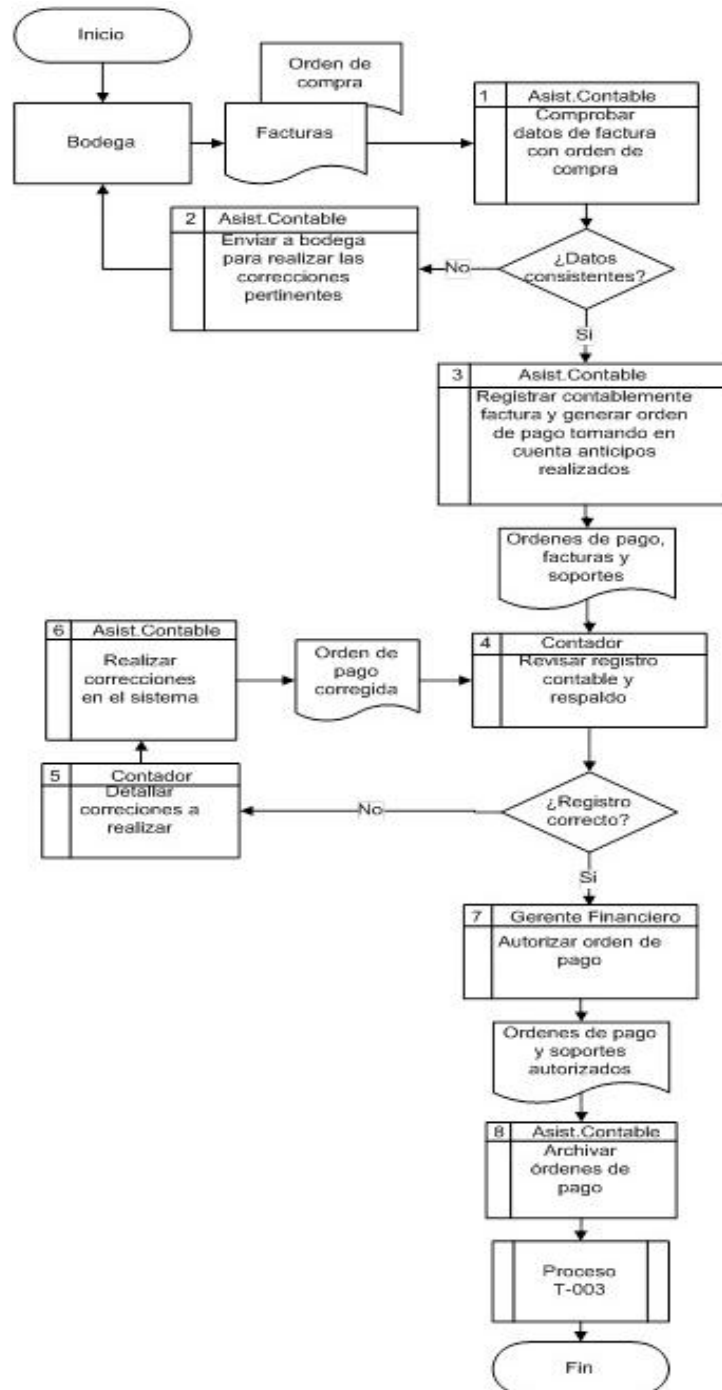 Inicio
Orden de
compra
Bodega
Facturas
1 Asist.Contable
Comprobar
datos de factura
con orden de
compra
2 Asist.Contable
Enviar a bodega
para realizar las
correcciones
pertinentes
No
¿Datos
consistentes?
Si
3 Asist.Contable
Registrar contablemente
factura y generar orden
de pago tomando en
cuenta anticipos
realizados
Ordenes de pago,
facturas y
soportes
6 Asist.Contable
Realizar
correcciones
en el sistema
Orden de
pago
corregida
4 Contador
Revisar registro
contable y
respaldo
5 Contador
Detallar
correciones a
realizar
No
¿Registro
correcto?
Si
7 Gerente Financiero
Autorizar orden de
pago
Ordenes de pago
y soportes
autorizados
8 Asist.Contable
Archivar
órdenes de
pago
Proceso
T-003
Fin